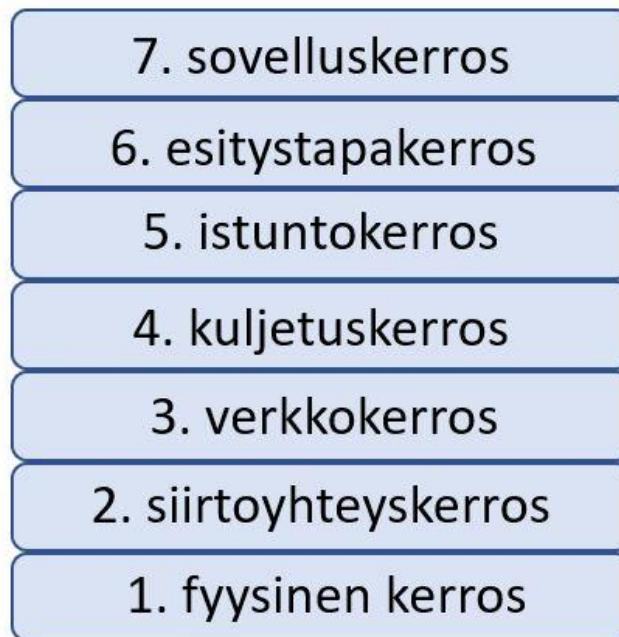 7. sovelluskerros
6. esitystapakerros
5. istuntokerros
4. kuljetuskerros
3. verkkokerros
2. siirtoyhteyskerros
1. fyysinen kerros